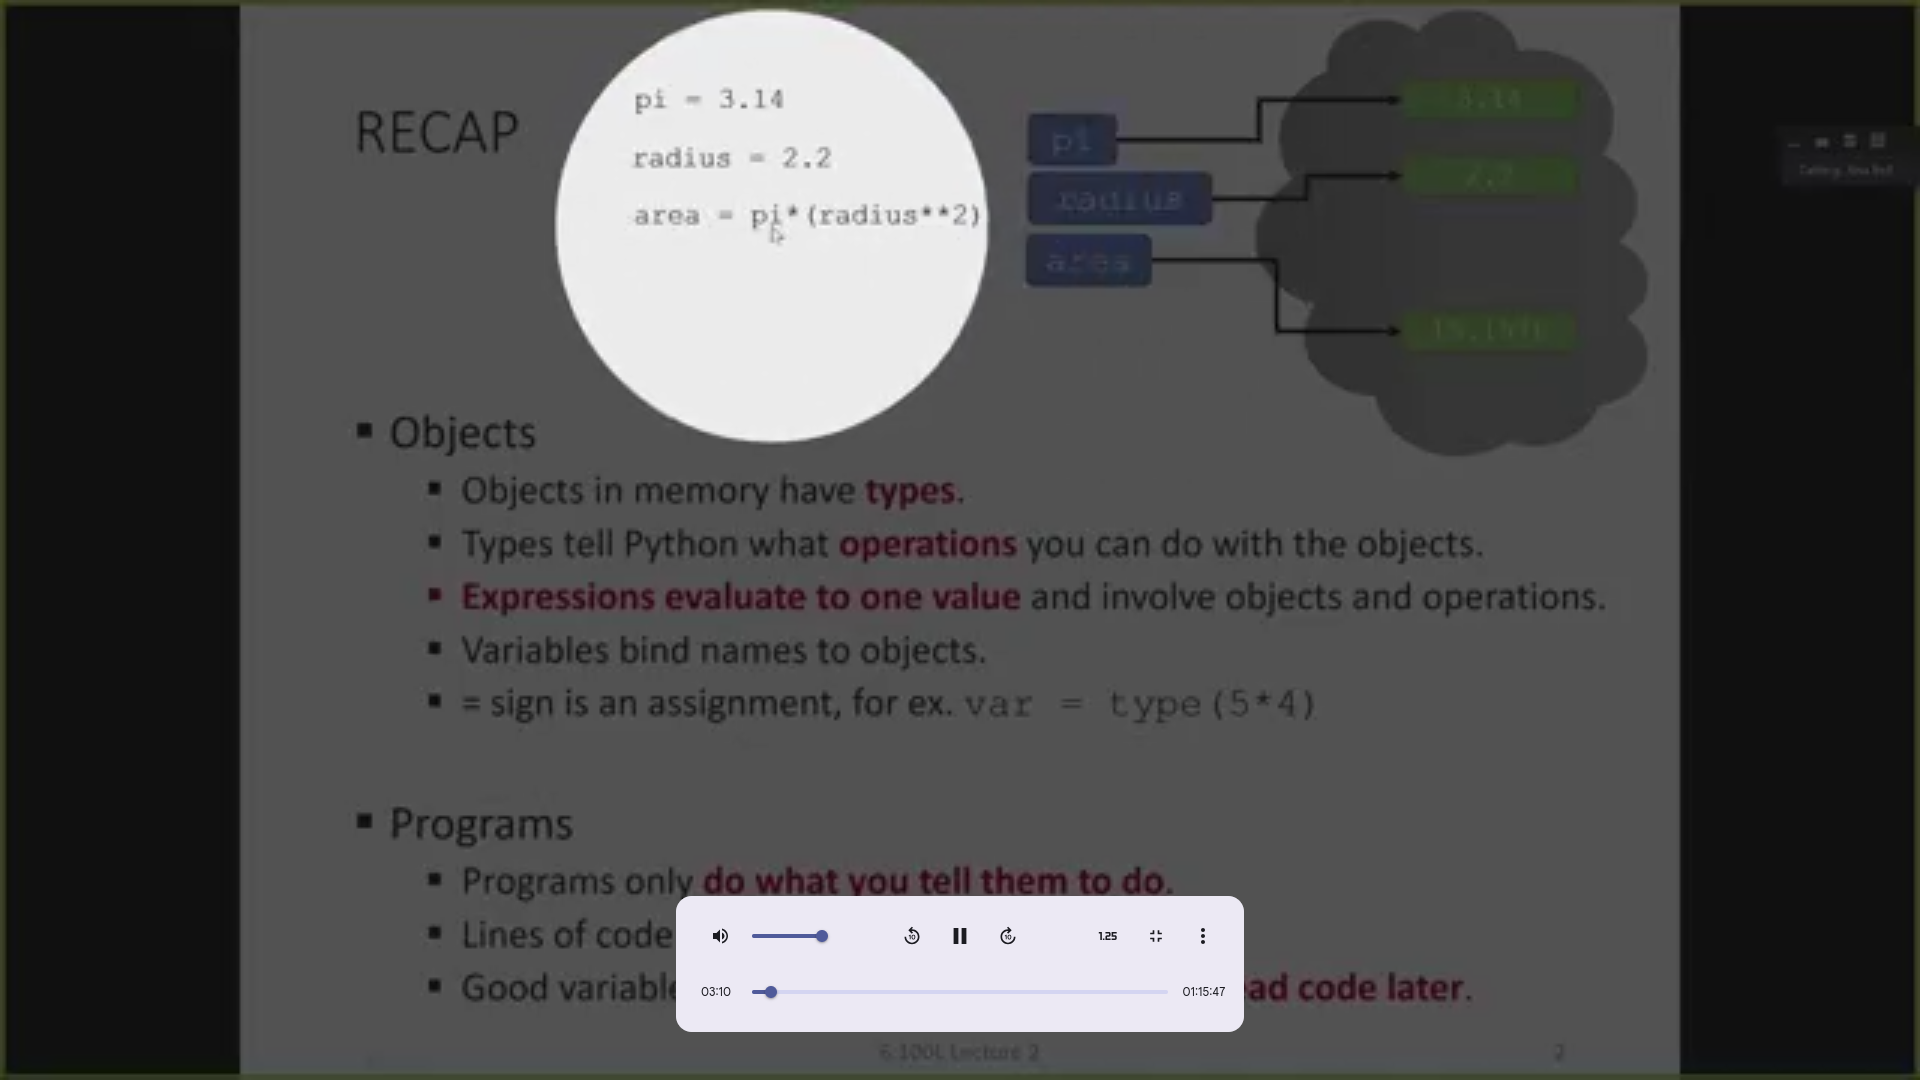 RECAP
pi = 3.14
radius = 2.2
area = pi*(radius**2)
pi
radius
area
3.14
2.2
Objects
Objects in memory have types.
Types tell Python what operations you can do with the objects.
Expressions evaluate to one value and involve objects and operations.
Variables bind names to objects.
= sign is an assignment, for ex. var = type(5*4)
Programs
Programs only do what you tell them to do.
Lines of code
Good variable
ad code later.
10
10
1.25
03:10
01:15:47
6.100L Lecture 2
2